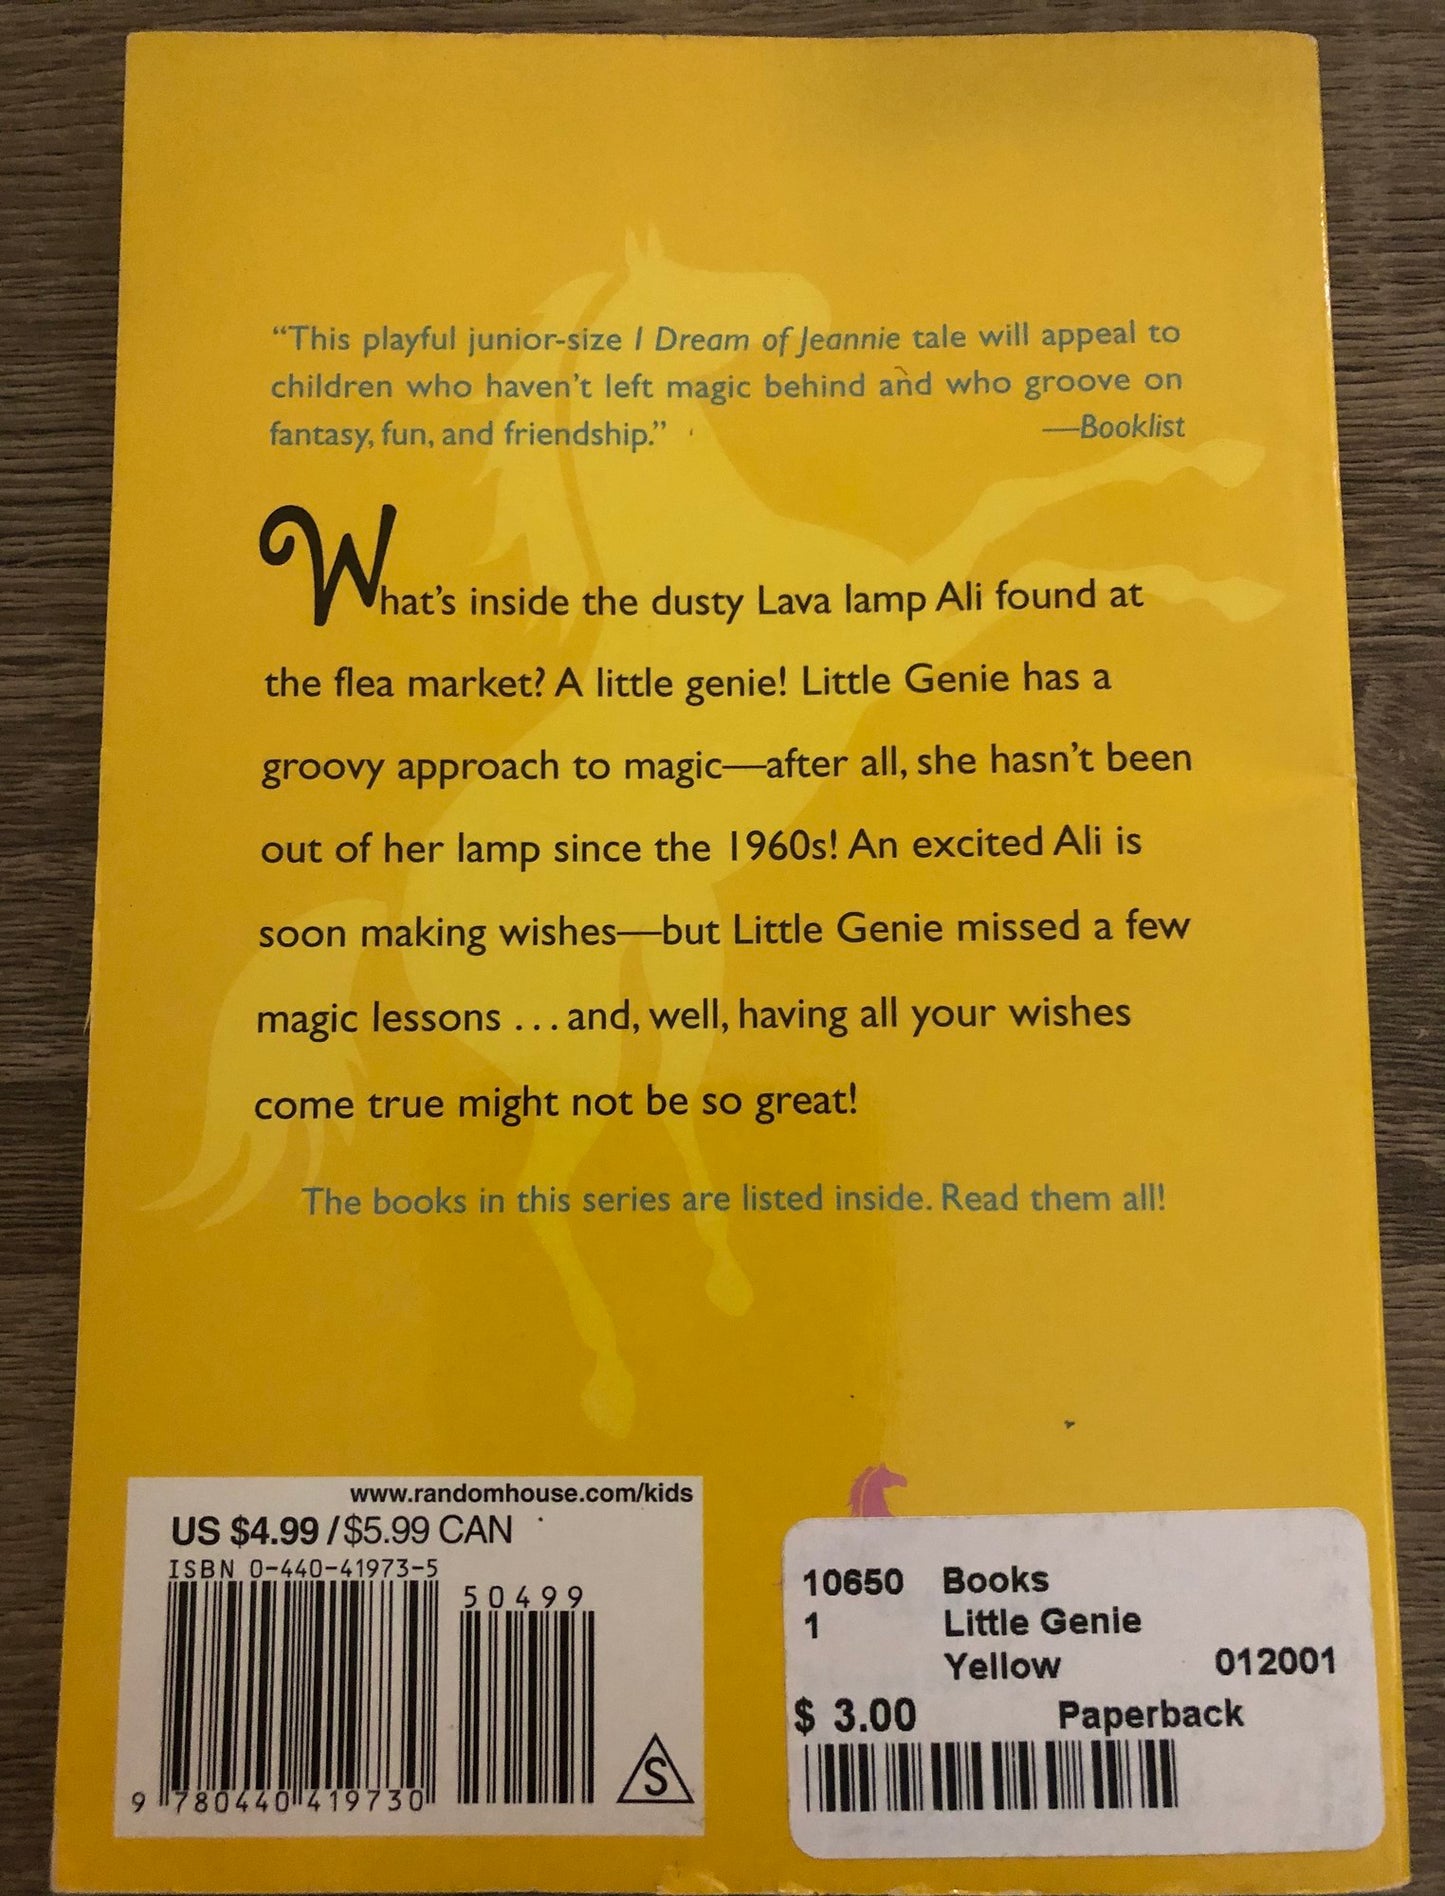 “This playful junior-size I Dream of Jeannie tale will appeal to
children who haven’t left magic behind and who groove on
fantasy, fun, and friendship.” —Booklist
What’s inside the dusty Lava lamp Ali found at
the flea market? A little genie! Little Genie has a
groovy approach to magic—after all, she hasn’t been
out of her lamp since the 1960s! An excited Ali is
soon making wishes—but Little Genie missed a few
magic lessons . . . and, well, having all your wishes
come true might not be so great!
The books in this series are listed inside. Read them all!
www.randomhouse.com/kids
US $4.99 / $5.99 CAN
ISBN 0-440-41973-5
50499
9 780440 419730
S
10650 Books
1 Little Genie
Yellow 012001
$ 3.00 Paperback